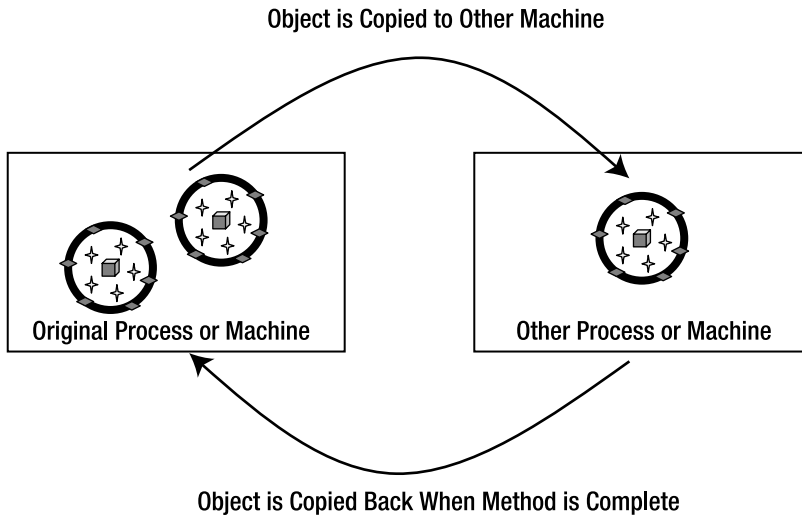 Object is Copied to Other Machine
Original Process or Machine
Other Process or Machine
Object is Copied Back When Method is Complete